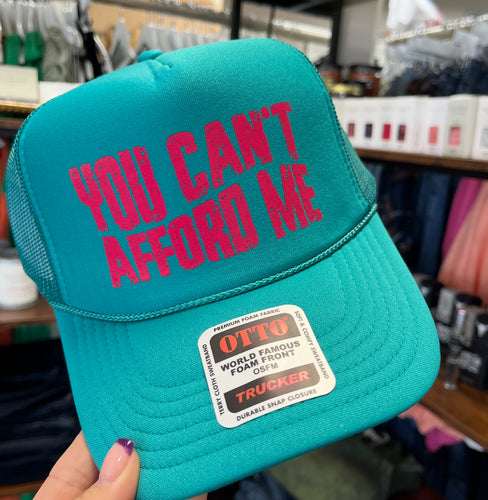 YOU CAN'T
AFFORD ME
PREMIUM FOAM FABRIC
SOFT & COMFY SWEATBAND
TERRY CLOTH SWEATBAND
OTTO
WORLD FAMOUS
FOAM FRONT
OSFM
TRUCKER
DURABLE SNAP CLOSURE